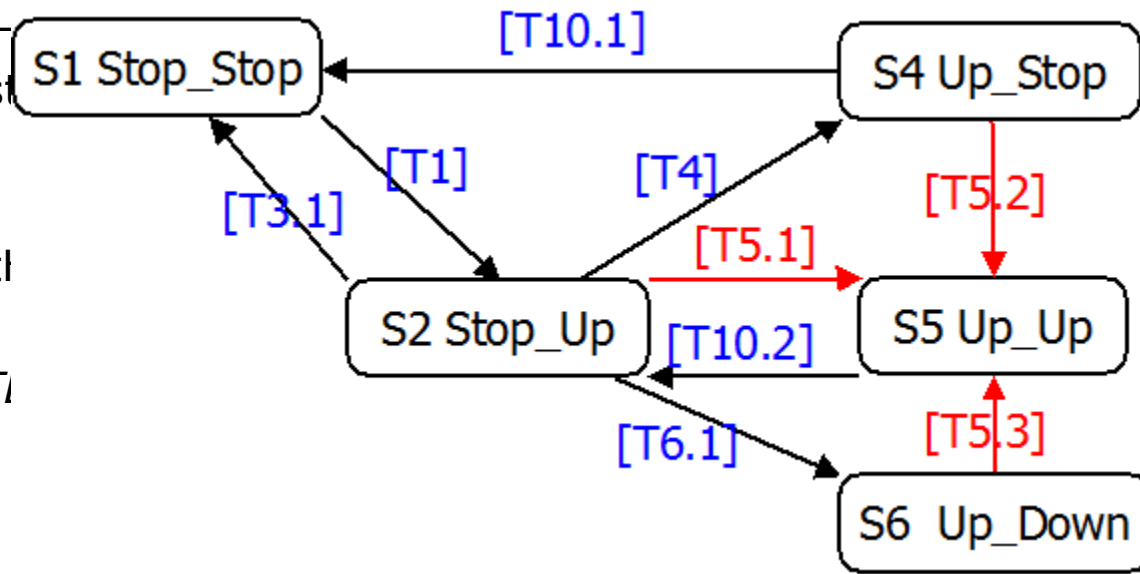 [T10.1]
S1 Stop_Stop
S4 Up_Stop
[T1]
[T4]
[T3.1]
[T5.2]
[T5.1]
S2 Stop_Up
S5 Up_Up
[T10.2]
[T6.1]
[T5.3]
S6 Up_Down